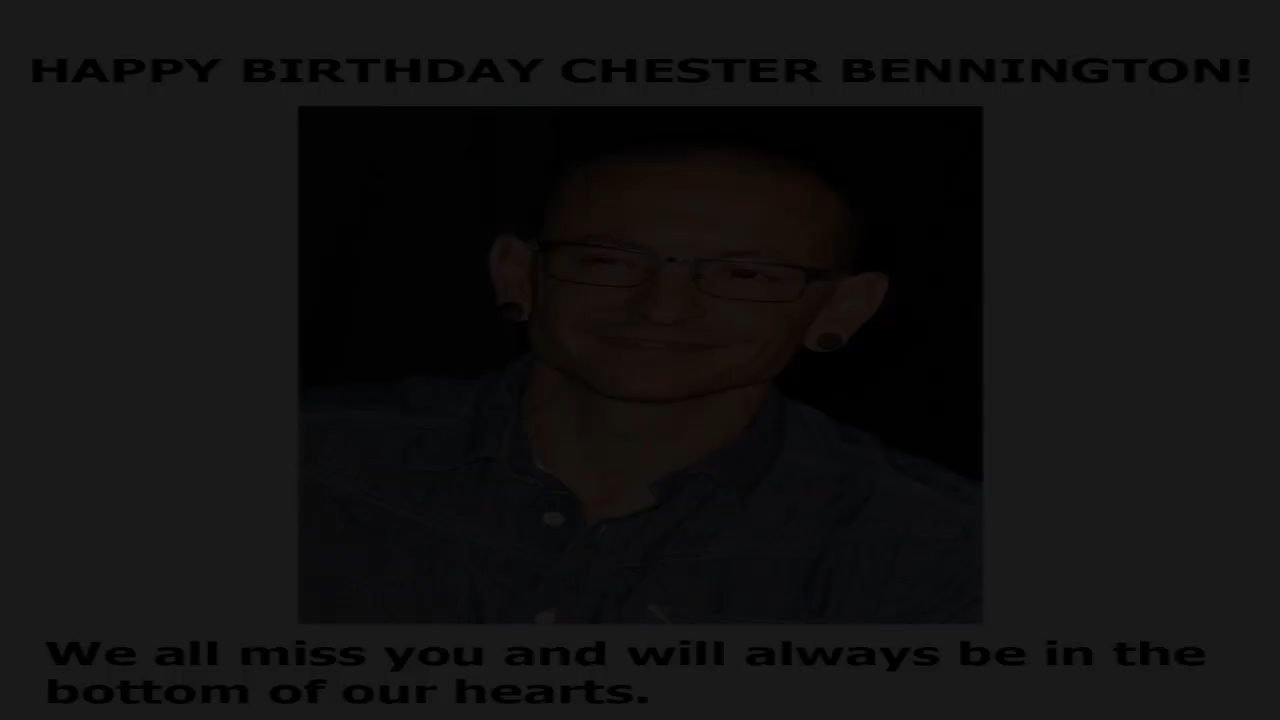 HAPPY BIRTHDAY CHESTER BENNINGTON!
We all miss you and will always be in the
bottom of our hearts.